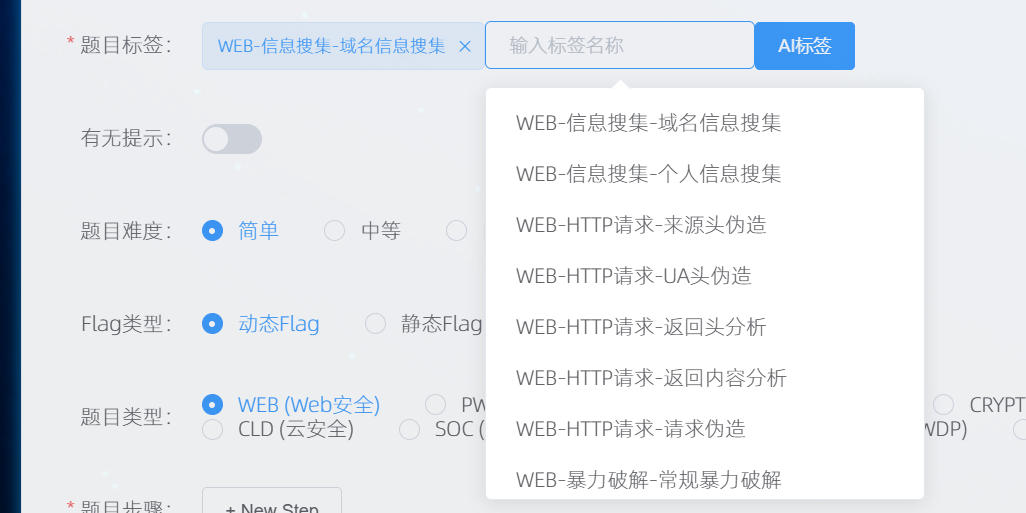 * 题目标签： WEB-信息搜集-域名信息搜集 × 输入标签名称 AI标签
WEB-信息搜集-域名信息搜集
有无提示：
WEB-信息搜集-个人信息搜集
WEB-HTTP请求-来源头伪造
题目难度： 简单 中等
WEB-HTTP请求-UA头伪造
Flag类型： 动态Flag 静态Flag
WEB-HTTP请求-返回头分析
WEB-HTTP请求-返回内容分析
题目类型： WEB (Web安全) PW CRYPT
CLD (云安全) SOC ( WDP)
WEB-HTTP请求-请求伪造
WEB-暴力破解-常规暴力破解
* 题目步骤： + New Step